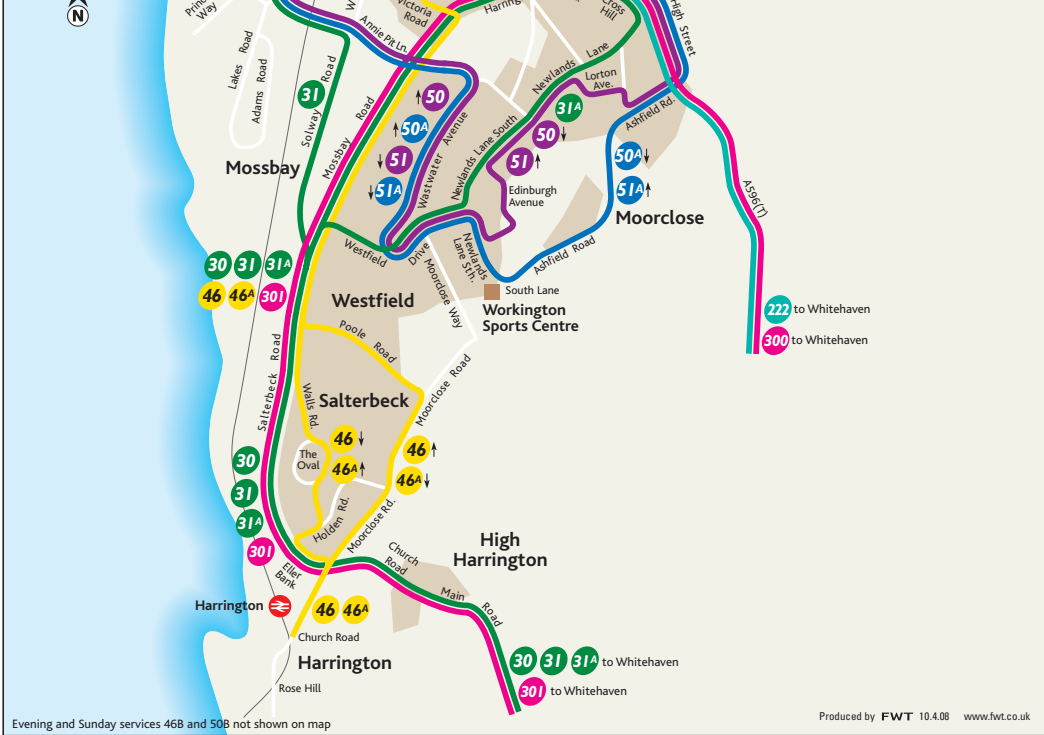 N
Way
Victoria
Road
Cross
Hill
High Street
Annie Pit Ln.
Lakes Road
Adams Road
31
Solway Road
Mossbay Road
50
50A
51
51A
Wastwater Avenue
Newlands Lane
Lorton
Ave.
31A
50
51
Newlands Lane South
Edinburgh
Avenue
Ashfield Rd.
50A
51A
Moorclose
Mossbay
A596(T)
Westfield Drive
Newlands
Lane Sth.
Moorclose Way
Ashfield Road
South Lane
Workington
Sports Centre
30 31 31A
46 46A 301
Westfield
222 to Whitehaven
300 to Whitehaven
Salterbeck Road
Poole Road
Moorclose Road
Walls Rd.
Salterbeck
The
Oval
46
46A
46
46A
30
31
31A
301
Holden Rd.
Moorclose Rd.
High
Harrington
Church
Road
Main Road
Eller
Bank
Harrington
46 46A
Church Road
Harrington
Rose Hill
30 31 31A to Whitehaven
301 to Whitehaven
Evening and Sunday services 46B and 50B not shown on map
Produced by FWT 10.4.08 www.fwt.co.uk